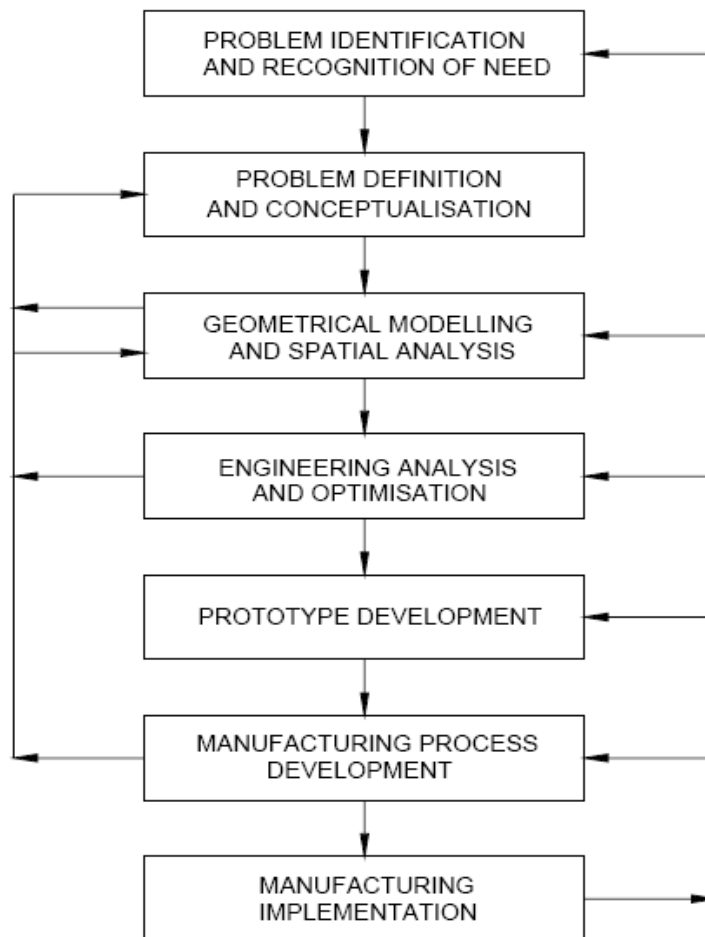 PROBLEM IDENTIFICATION
AND RECOGNITION OF NEED
PROBLEM DEFINITION
AND CONCEPTUALISATION
GEOMETRICAL MODELLING
AND SPATIAL ANALYSIS
ENGINEERING ANALYSIS
AND OPTIMISATION
PROTOTYPE DEVELOPMENT
MANUFACTURING PROCESS
DEVELOPMENT
MANUFACTURING
IMPLEMENTATION